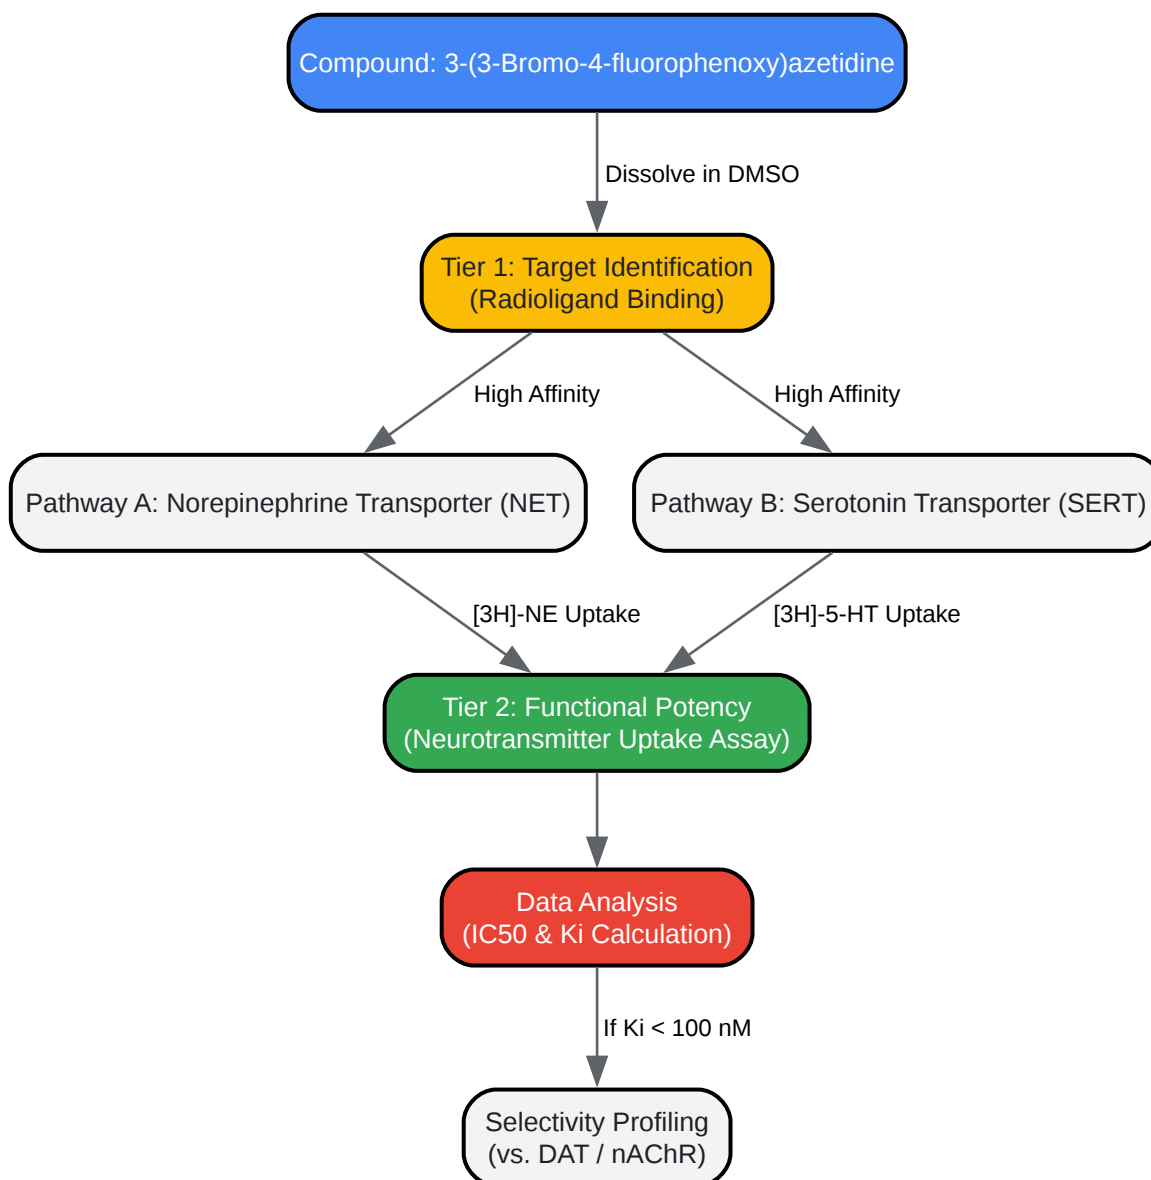 Compound: 3-(3-Bromo-4-fluorophenoxy)azetidine
Dissolve in DMSO
Tier 1: Target Identification
(Radioligand Binding)
High Affinity
High Affinity
Pathway A: Norepinephrine Transporter (NET)
Pathway B: Serotonin Transporter (SERT)
[3H]-NE Uptake
[3H]-5-HT Uptake
Tier 2: Functional Potency
(Neurotransmitter Uptake Assay)
Data Analysis
(IC50 & Ki Calculation)
If Ki < 100 nM
Selectivity Profiling
(vs. DAT / nAChR)